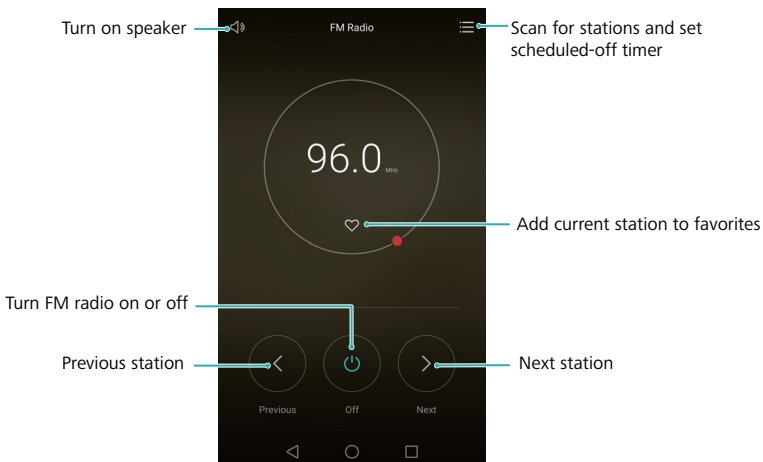 Turn on speaker
FM Radio
Scan for stations and set
scheduled-off timer
96.0 MHz
Add current station to favorites
Turn FM radio on or off
Previous station
Next station
Previous
Off
Next